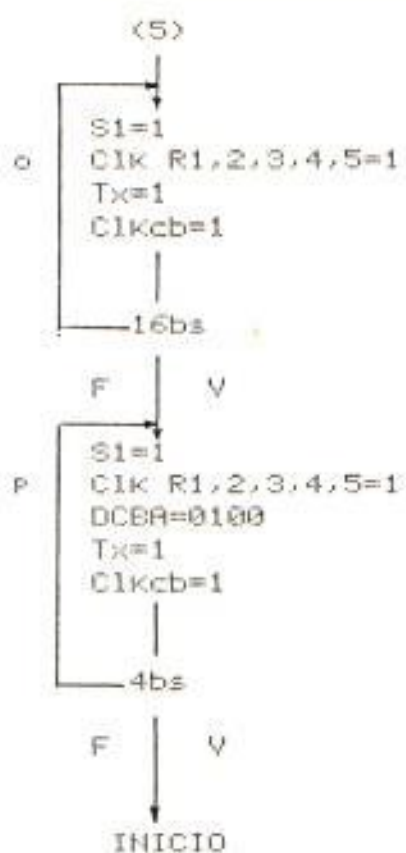 (5)
S1=1
o Clk R1,2,3,4,5=1
Tx=1
Clkcb=1
16bs
F V
S1=1
P Clk R1,2,3,4,5=1
DCBA=0100
Tx=1
Clkcb=1
4bs
F V
INICIO